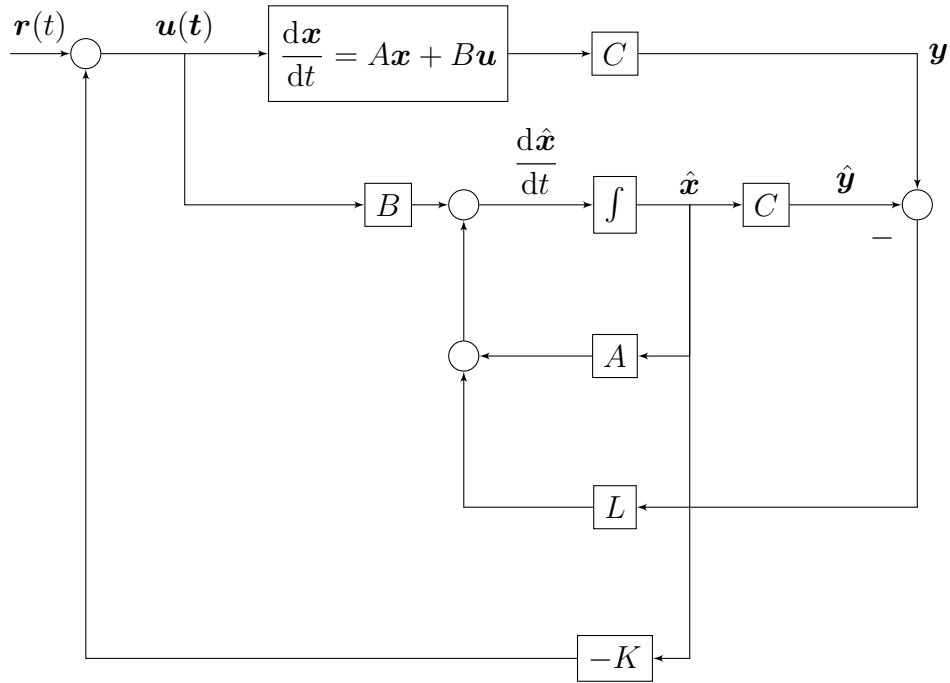 r(t)
u(t)
dx/dt = Ax + Bu
C
y
dx̂/dt
B
∫
x̂
C
ŷ
−
A
L
−K